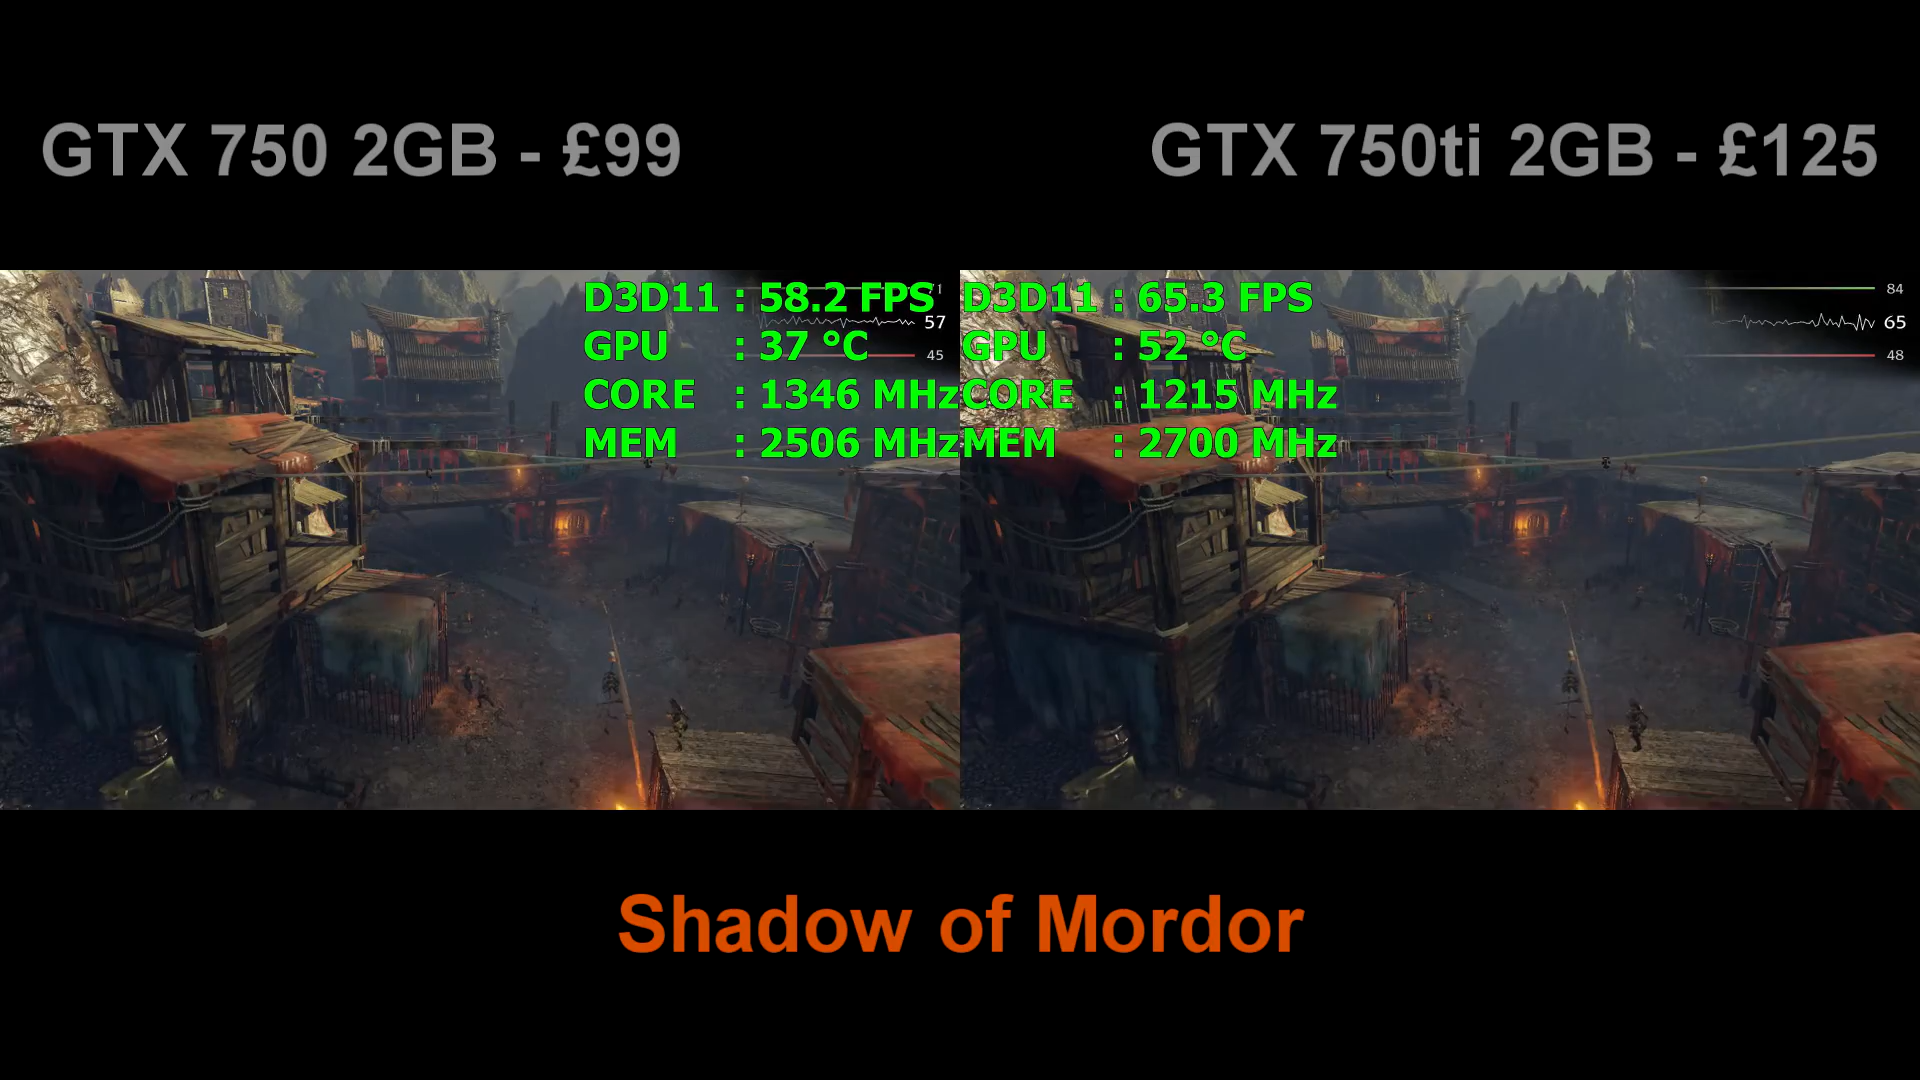 GTX 750 2GB - £99
GTX 750ti 2GB - £125
D3D11 : 58.2 FPS
GPU : 37 °C
CORE : 1346 MHz
MEM : 2506 MHz
57
45
D3D11 : 65.3 FPS
GPU : 52 °C
CORE : 1215 MHz
MEM : 2700 MHz
84
65
48
Shadow of Mordor